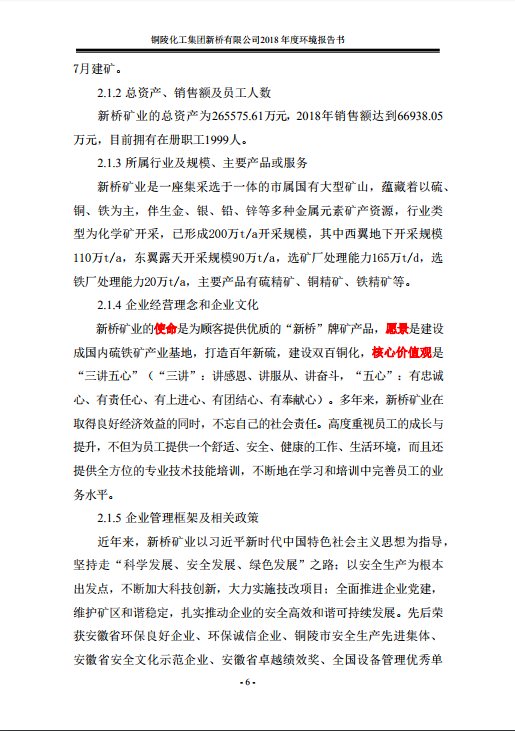 铜陵化工集团新桥有限公司2018 年度环境报告书
7月建矿。
2.1.2 总资产、销售额及员工人数
新桥矿业的总资产为265575.61万元，2018年销售额达到66938.05
万元，目前拥有在册职工1999人。
2.1.3 所属行业及规模、主要产品或服务
新桥矿业是一座集采选于一体的市属国有大型矿山，蕴藏着以硫、
铜、铁为主，伴生金、银、铅、锌等多种金属元素矿产资源，行业类
型为化学矿开采，已形成200万t/a开采规模，其中西翼地下开采规模
110万t/a，东翼露天开采规模90万t/a，选矿厂处理能力165万t/d，选
铁厂处理能力20万t/a，主要产品有硫精矿、铜精矿、铁精矿等。
2.1.4 企业经营理念和企业文化
新桥矿业的使命是为顾客提供优质的“新桥”牌矿产品，愿景是建设
成国内硫铁矿产业基地，打造百年新硫，建设双百铜化，核心价值观是
“三讲五心”（“三讲”：讲感恩、讲服从、讲奋斗，“五心”：有忠诚
心、有责任心、有上进心、有团结心、有奉献心）。多年来，新桥矿业在
取得良好经济效益的同时，不忘自己的社会责任。高度重视员工的成长与
提升，不但为员工提供一个舒适、安全、健康的工作、生活环境，而且还
提供全方位的专业技术技能培训，不断地在学习和培训中完善员工的业
务水平。
2.1.5 企业管理框架及相关政策
近年来，新桥矿业以习近平新时代中国特色社会主义思想为指导，
坚持走“科学发展、安全发展、绿色发展”之路；以安全生产为根本
出发点，不断加大科技创新，大力实施技改项目；全面推进企业党建，
维护矿区和谐稳定，扎实推动企业的安全高效和谐可持续发展。先后荣
获安徽省环保良好企业、环保诚信企业、铜陵市安全生产先进集体、
安徽省安全文化示范企业、安徽省卓越绩效奖、全国设备管理优秀单
- 6 -